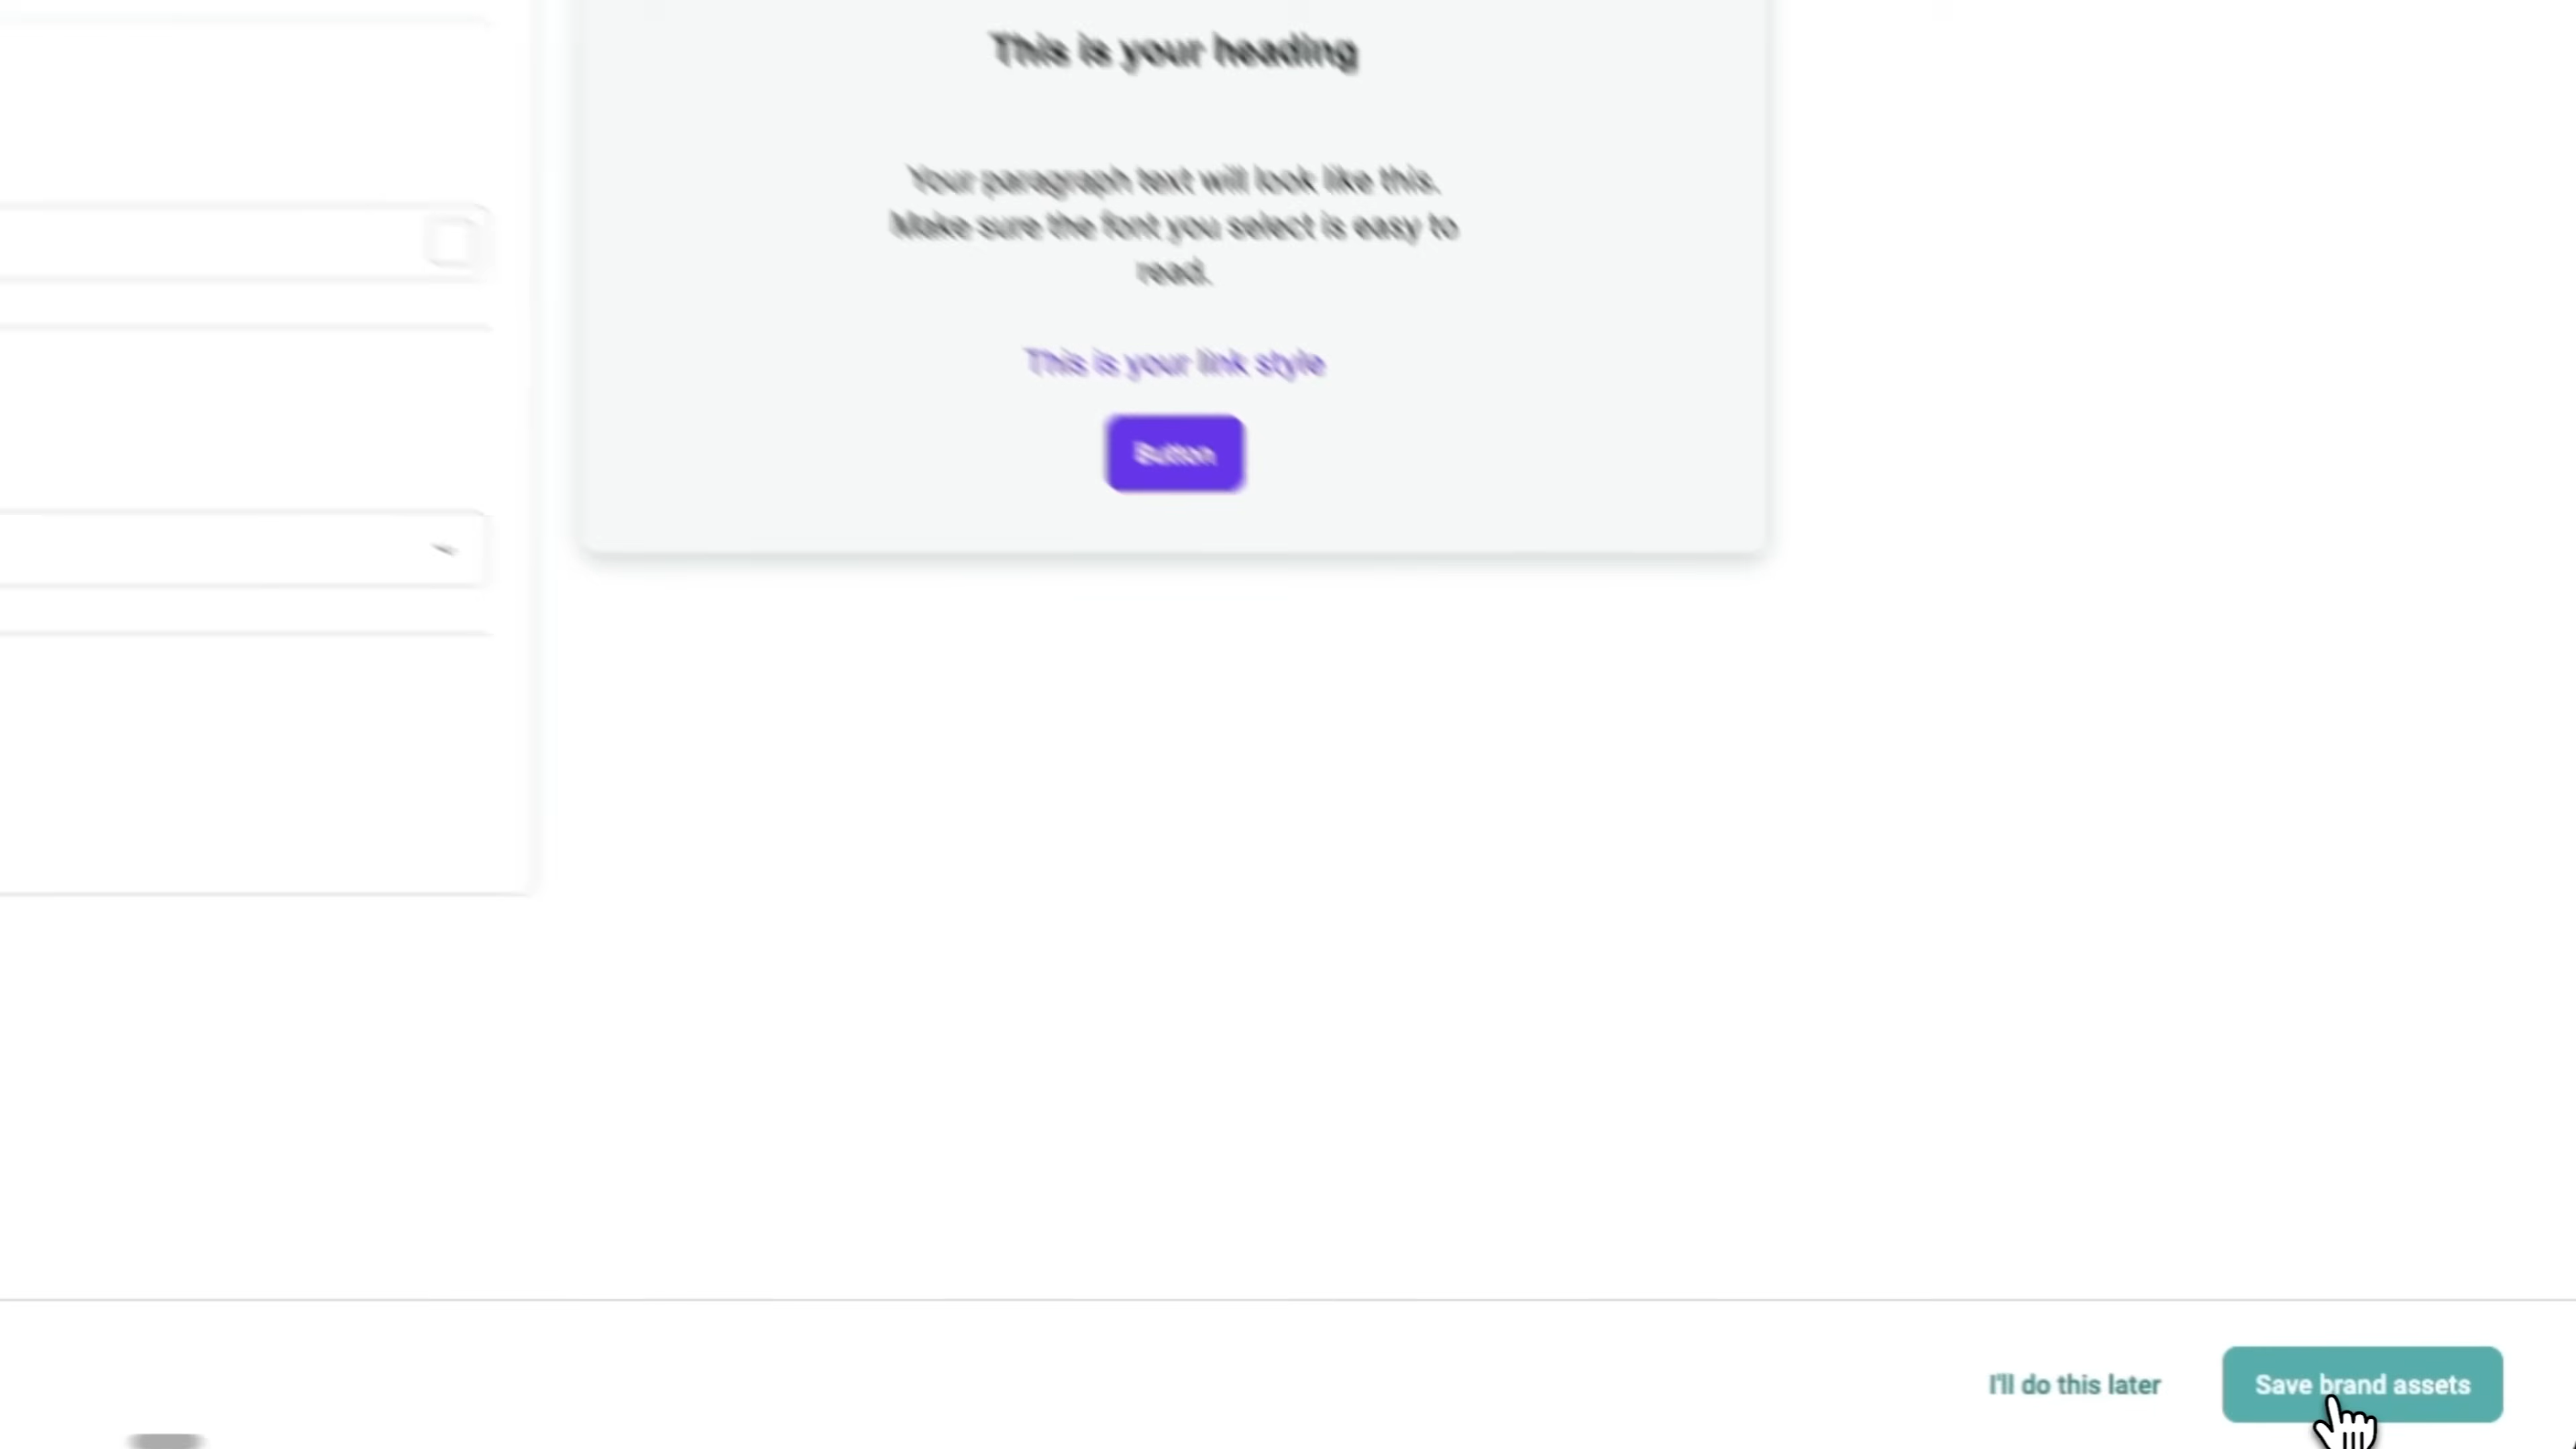 This is your heading
Your paragraph text will look like this.
Make sure the font you select is easy to
read.
This is your link style
Button
I'll do this later
Save brand assets